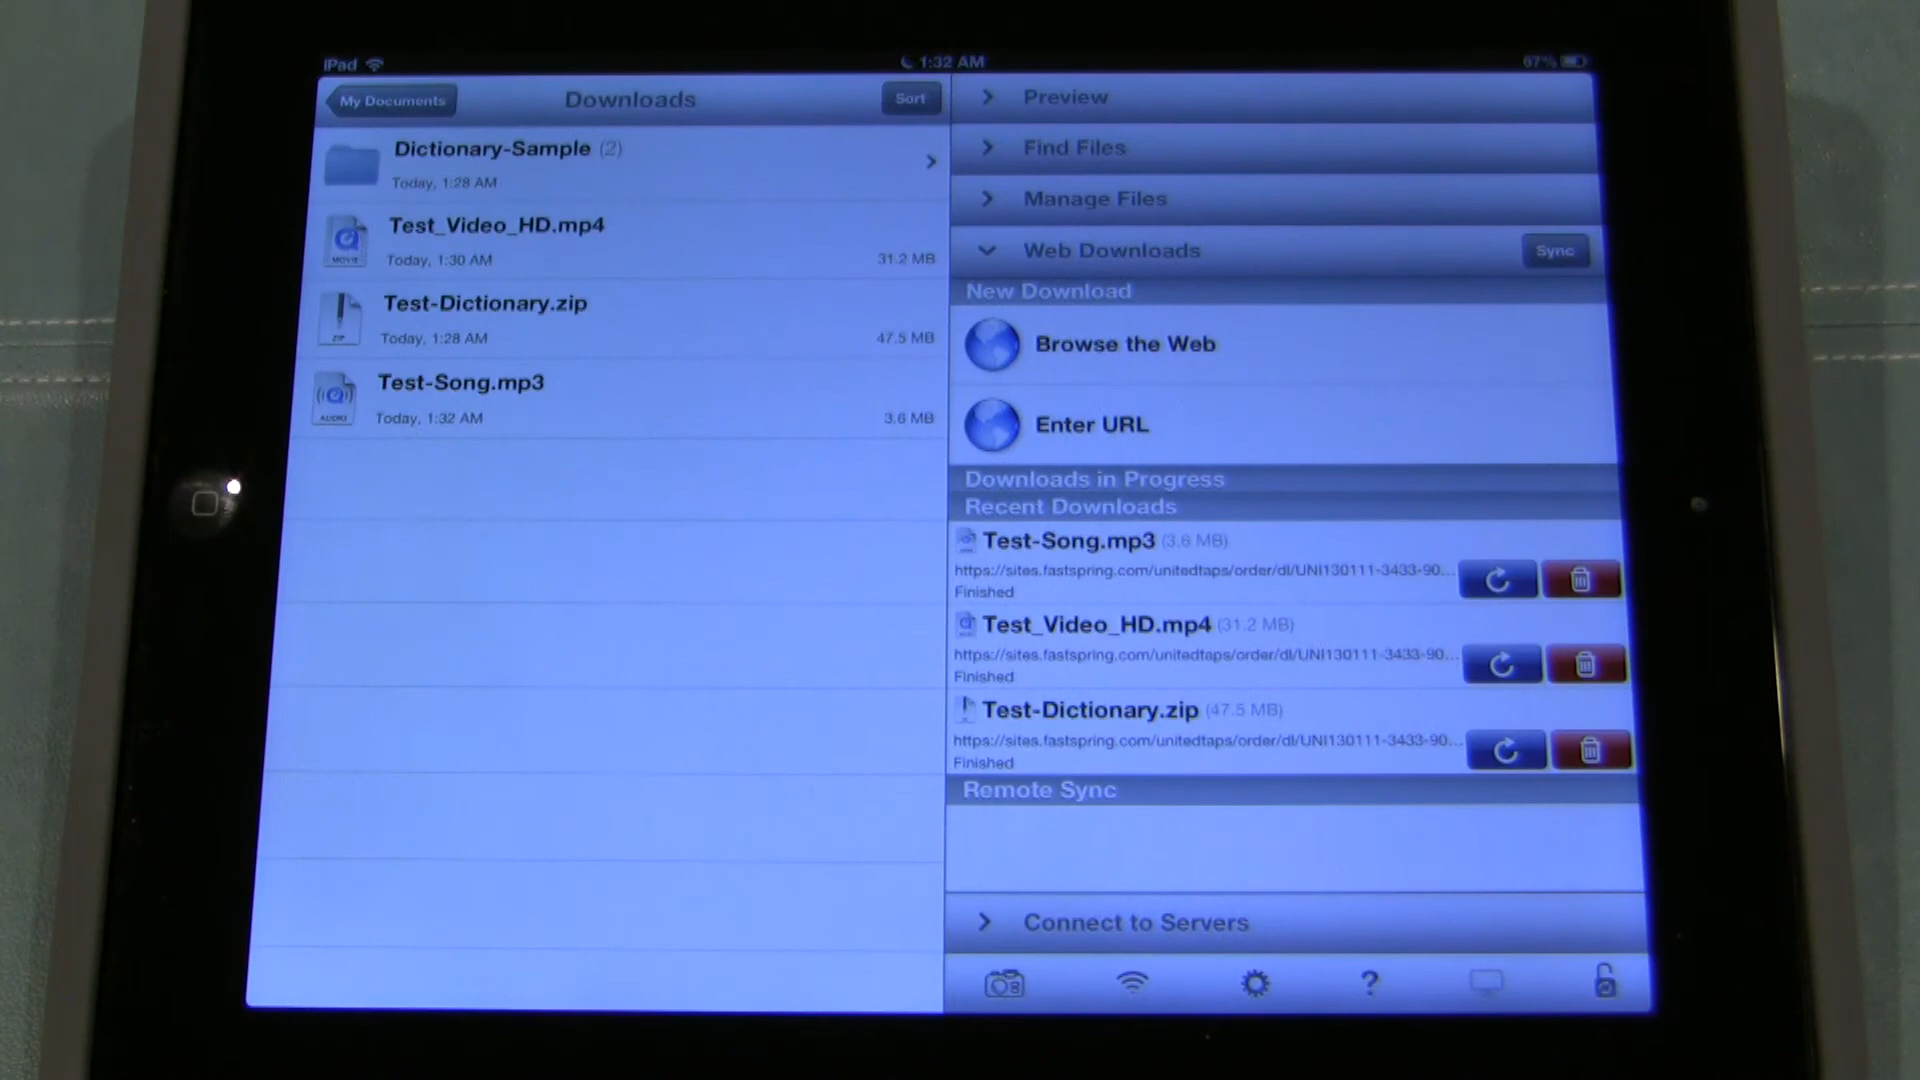 iPad
1:32 AM
67%
My Documents
Downloads
Sort
Dictionary-Sample (2)
Today, 1:28 AM
Test_Video_HD.mp4
Today, 1:30 AM
31.2 MB
MOVIE
Test-Dictionary.zip
Today, 1:28 AM
47.5 MB
ZIP
Test-Song.mp3
Today, 1:32 AM
3.6 MB
AUDIO
Preview
Find Files
Manage Files
Web Downloads
Sync
New Download
Browse the Web
Enter URL
Downloads in Progress
Recent Downloads
Test-Song.mp3 (3.6 MB)
https://sites.fastspring.com/unitedtaps/order/dl/UNI130111-3433-90...
Finished
Test_Video_HD.mp4 (31.2 MB)
https://sites.fastspring.com/unitedtaps/order/dl/UNI130111-3433-90...
Finished
Test-Dictionary.zip (47.5 MB)
https://sites.fastspring.com/unitedtaps/order/dl/UNI130111-3433-90...
Finished
Remote Sync
Connect to Servers
?